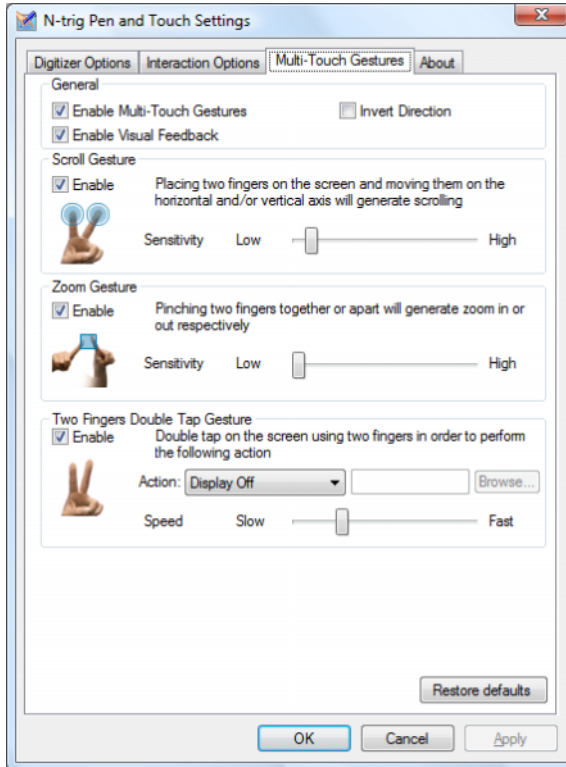 N-trig Pen and Touch Settings
Digitizer Options Interaction Options Multi-Touch Gestures About
General
Enable Multi-Touch Gestures Invert Direction
Enable Visual Feedback
Scroll Gesture
Enable Placing two fingers on the screen and moving them on the
horizontal and/or vertical axis will generate scrolling
Sensitivity Low High
Zoom Gesture
Enable Pinching two fingers together or apart will generate zoom in or
out respectively
Sensitivity Low High
Two Fingers Double Tap Gesture
Enable Double tap on the screen using two fingers in order to perform
the following action
Action: Display Off Browse...
Speed Slow Fast
Restore defaults
OK Cancel Apply